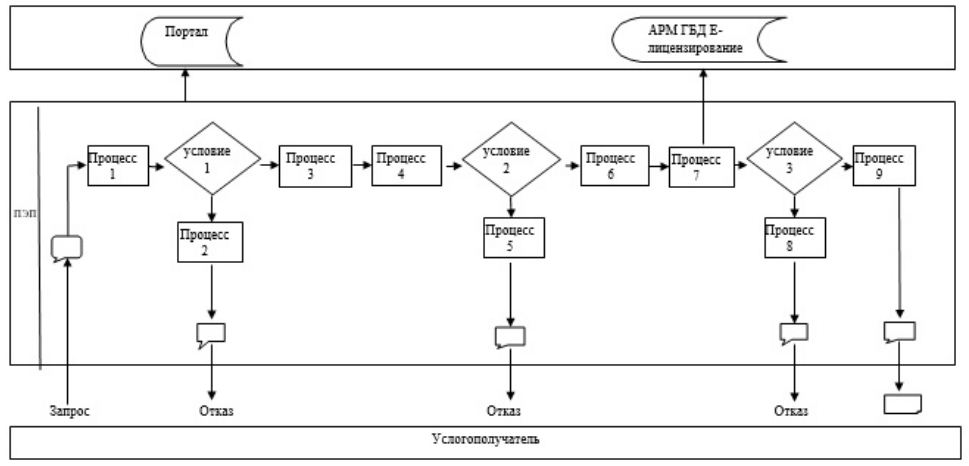 Портал
АРМ ГБД Е-
лицензирование
Процесс
1
условие
1
Процесс
3
Процесс
4
условие
2
Процесс
6
Процесс
7
условие
3
Процесс
9
пэп
Процесс
2
Процесс
5
Процесс
8
Запрос
Отказ
Отказ
Отказ
Услогополучатель